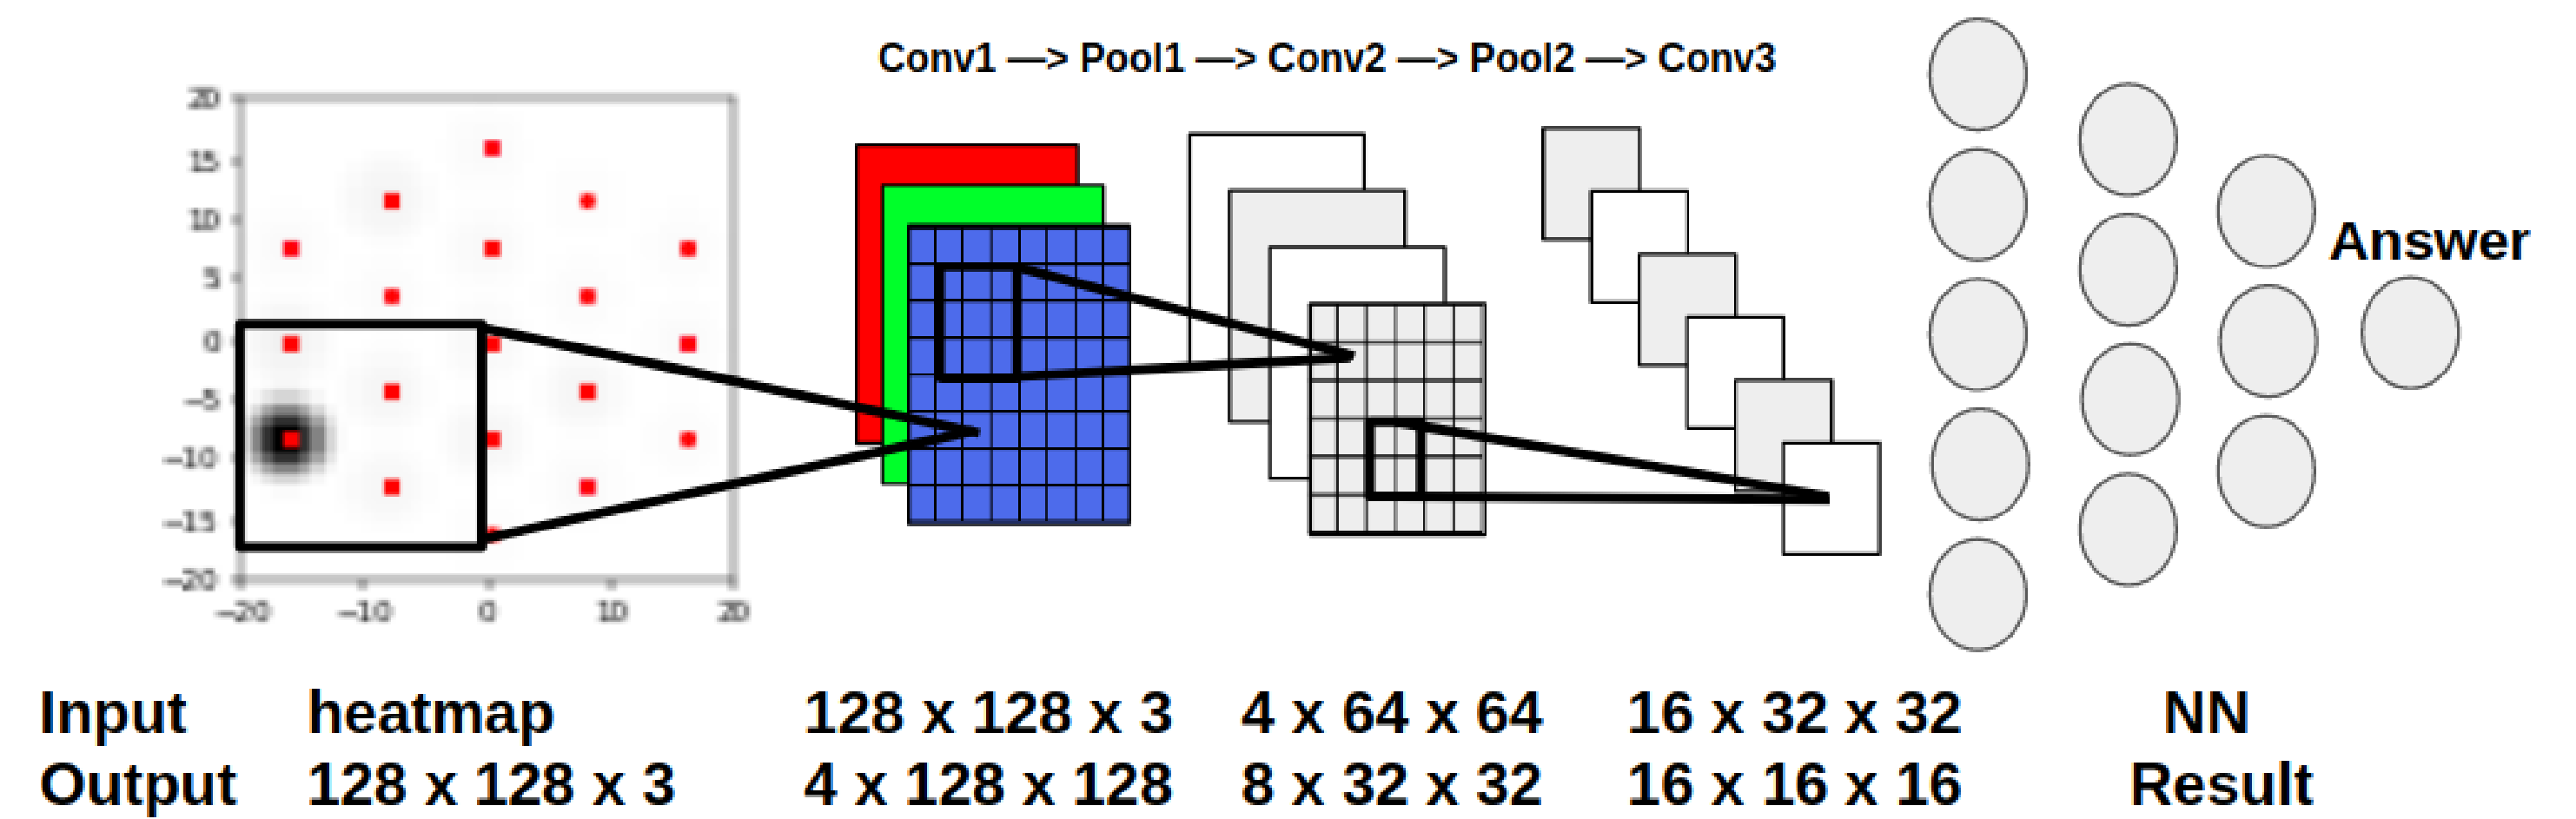 Conv1 —> Pool1 —> Conv2 —> Pool2 —> Conv3
20
15
10
5
0
−5
−10
−15
−20
−20 −10 0 10 20
Answer
Input heatmap 128 x 128 x 3 4 x 64 x 64 16 x 32 x 32 NN
Output 128 x 128 x 3 4 x 128 x 128 8 x 32 x 32 16 x 16 x 16 Result